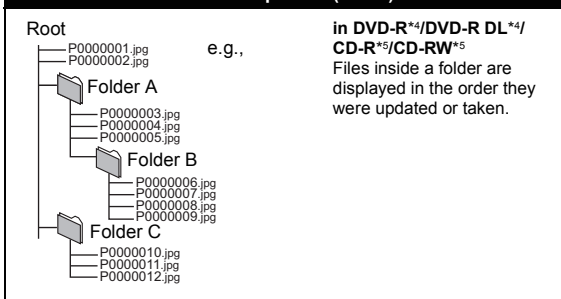 Root
P0000001.jpg
P0000002.jpg
e.g.,
Folder A
P0000003.jpg
P0000004.jpg
P0000005.jpg
Folder B
P0000006.jpg
P0000007.jpg
P0000008.jpg
P0000009.jpg
Folder C
P0000010.jpg
P0000011.jpg
P0000012.jpg
in DVD-R*4/DVD-R DL*4/
CD-R*5/CD-RW*5
Files inside a folder are
displayed in the order they
were updated or taken.